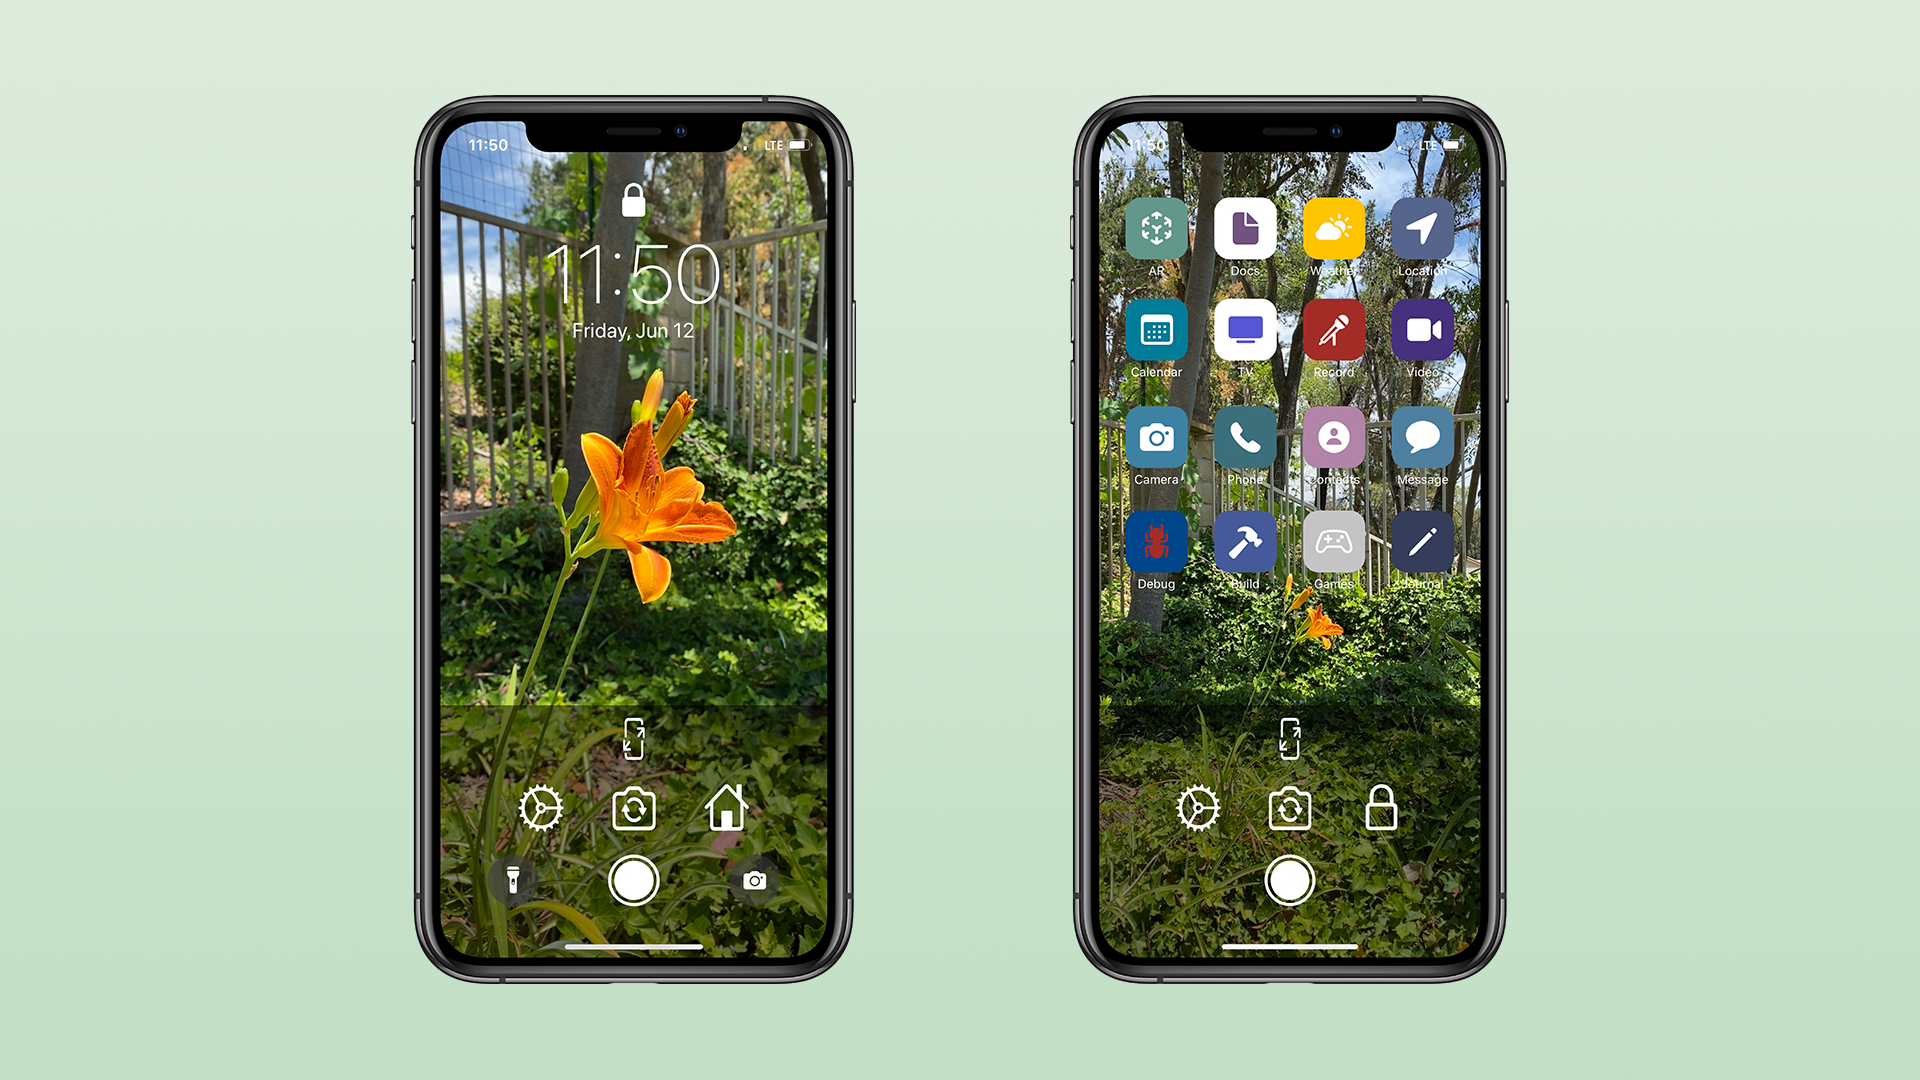 11:50
LTE
11:50
Friday, Jun 12
11:50
LTE
AR Docs Weather Location
Calendar TV Record Video
Camera Phone Contacts Message
Debug Build Games Journal